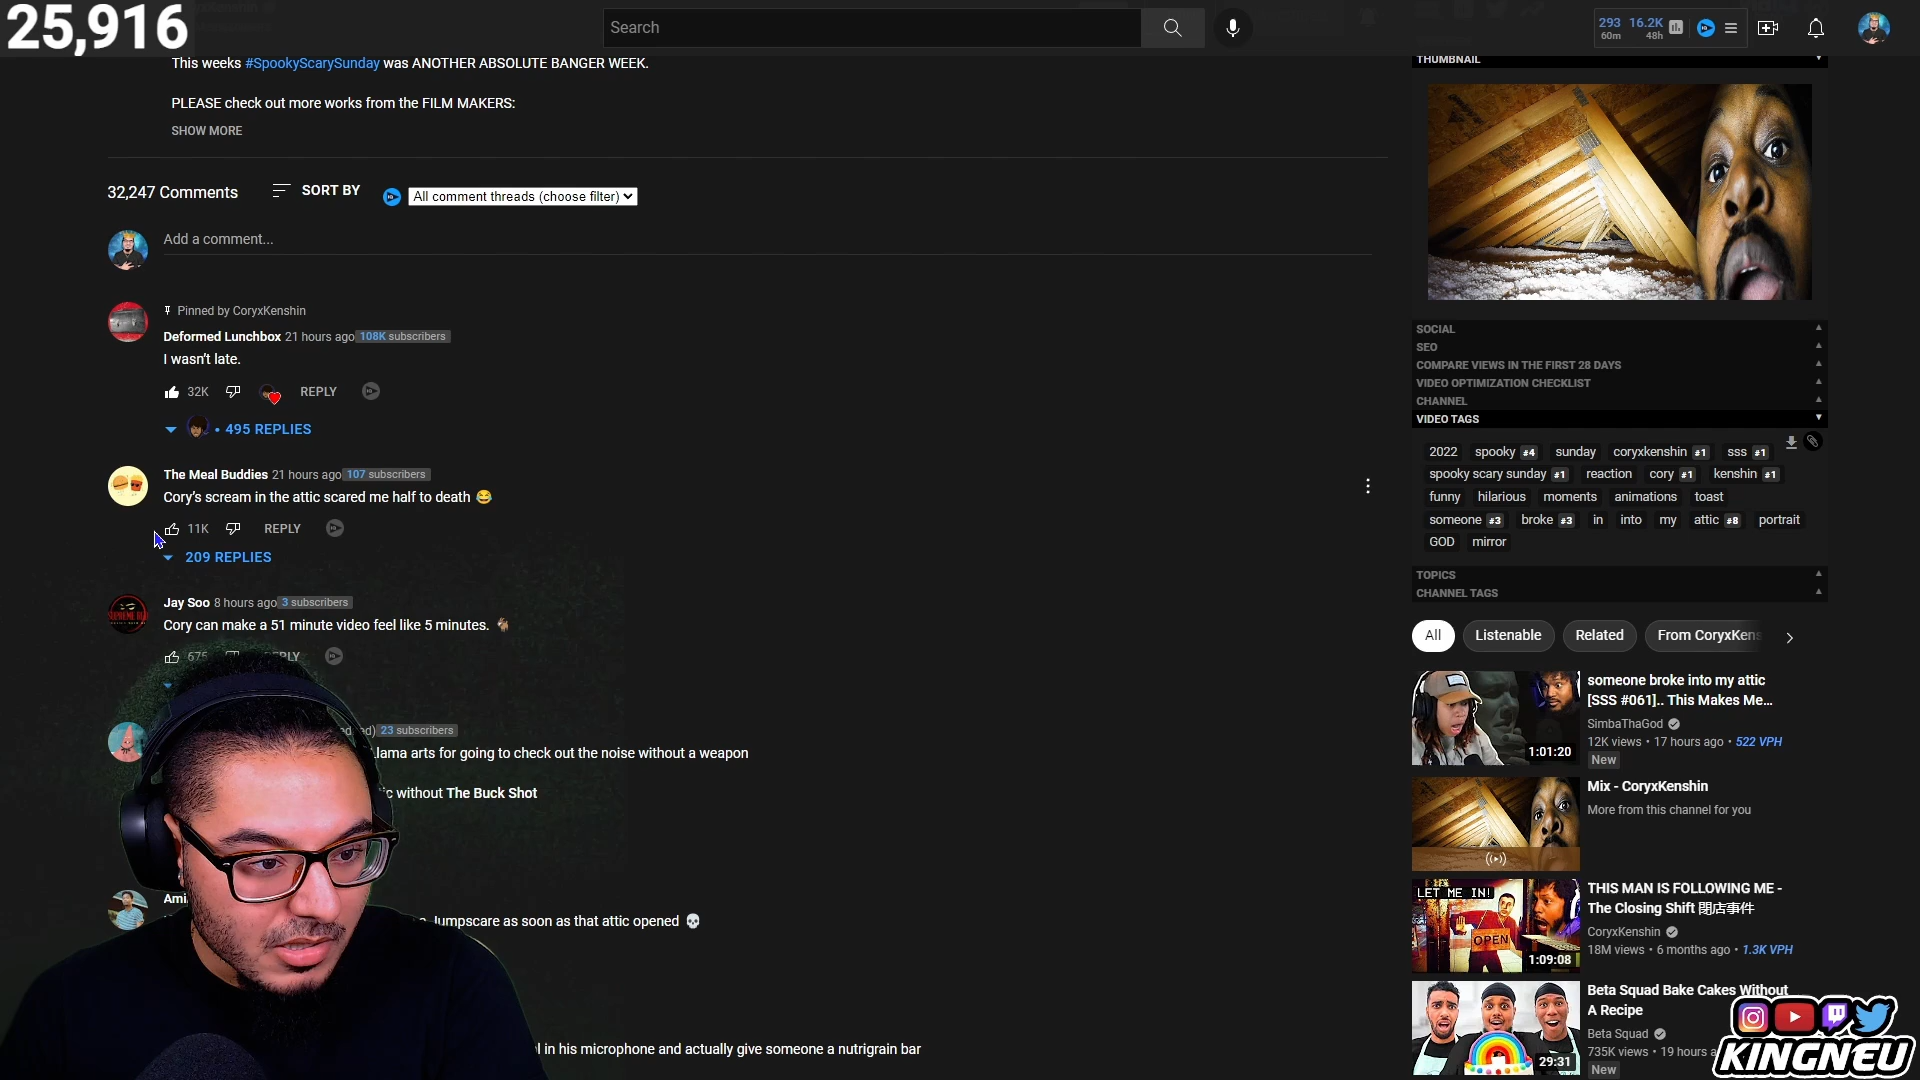 25,916
Search
293 16.2K
60m 48h
This weeks #SpookyScarySunday was ANOTHER ABSOLUTE BANGER WEEK.
PLEASE check out more works from the FILM MAKERS:
SHOW MORE
32,247 Comments SORT BY All comment threads (choose filter)
Add a comment...
Pinned by CoryxKenshin
Deformed Lunchbox 21 hours ago 108K subscribers
I wasn't late.
32K REPLY
• 495 REPLIES
The Meal Buddies 21 hours ago 107 subscribers
Cory's scream in the attic scared me half to death 😂
11K REPLY
209 REPLIES
Jay Soo 8 hours ago 3 subscribers
Cory can make a 51 minute video feel like 5 minutes. 🐐
675
23 subscribers
lama arts for going to check out the noise without a weapon
without The Buck Shot
Jumpscare as soon as that attic opened 💀
in his microphone and actually give someone a nutrigrain bar
THUMBNAIL
SOCIAL
SEO
COMPARE VIEWS IN THE FIRST 28 DAYS
VIDEO OPTIMIZATION CHECKLIST
CHANNEL
VIDEO TAGS
2022 spooky #4 sunday coryxkenshin #1 sss #1
spooky scary sunday #1 reaction cory #1 kenshin #1
funny hilarious moments animations toast
someone #3 broke #3 in into my attic #8 portrait
GOD mirror
TOPICS
CHANNEL TAGS
All Listenable Related From CoryxKens
someone broke into my attic
[SSS #061].. This Makes Me...
SimbaThaGod
12K views • 17 hours ago • 522 VPH
New
1:01:20
Mix - CoryxKenshin
More from this channel for you
THIS MAN IS FOLLOWING ME -
The Closing Shift 閉店事件
CoryxKenshin
18M views • 6 months ago • 1.3K VPH
LET ME IN!
OPEN
1:09:08
Beta Squad Bake Cakes Without
A Recipe
Beta Squad
735K views • 19 hours
New
29:31
KINGNEU